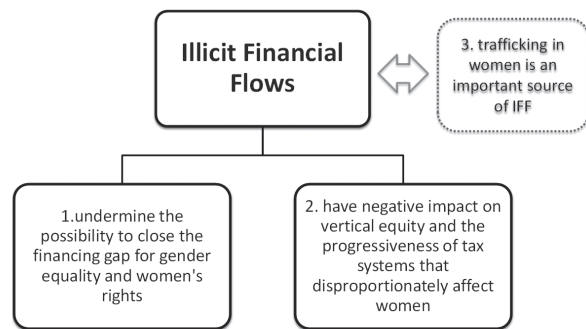 Illicit Financial
Flows
3. trafficking in
women is an
important source
of IFF
1.undermine the
possibility to close the
financing gap for gender
equality and women's
rights
2. have negative impact on
vertical equity and the
progressiveness of tax
systems that
disproportionately affect
women